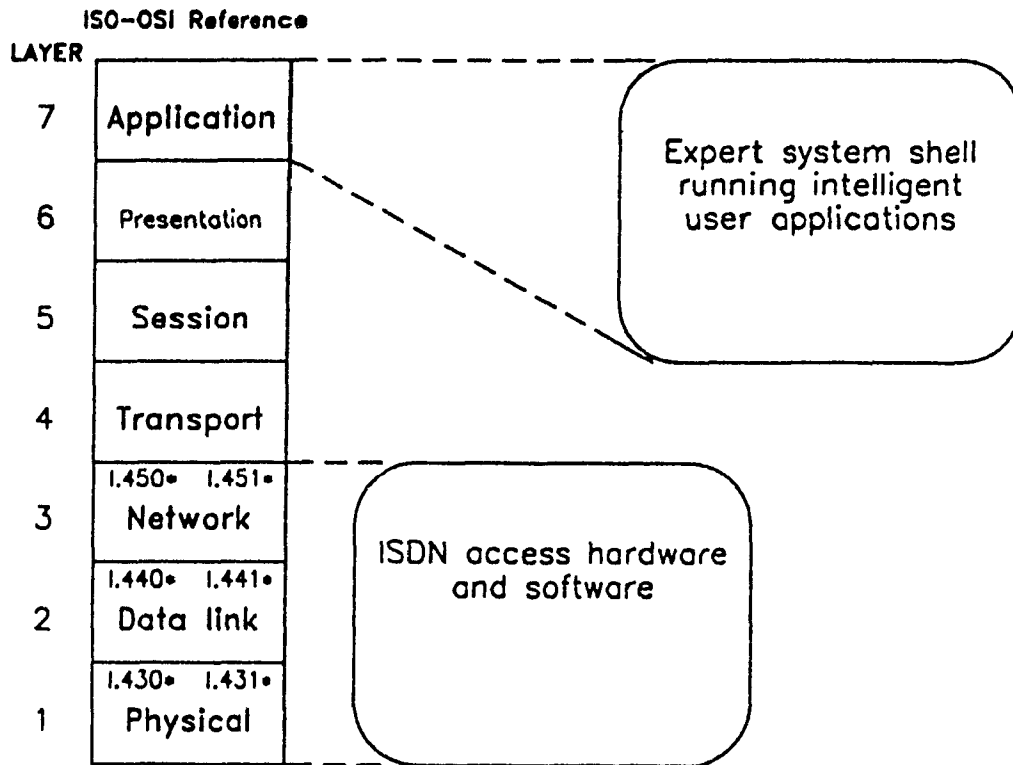 ISO-OSI Reference
LAYER
7 Application
Expert system shell
running intelligent
user applications
6 Presentation
5 Session
4 Transport
I.450* I.451*
3 Network
ISDN access hardware
and software
I.440* I.441*
2 Data link
I.430* I.431*
1 Physical